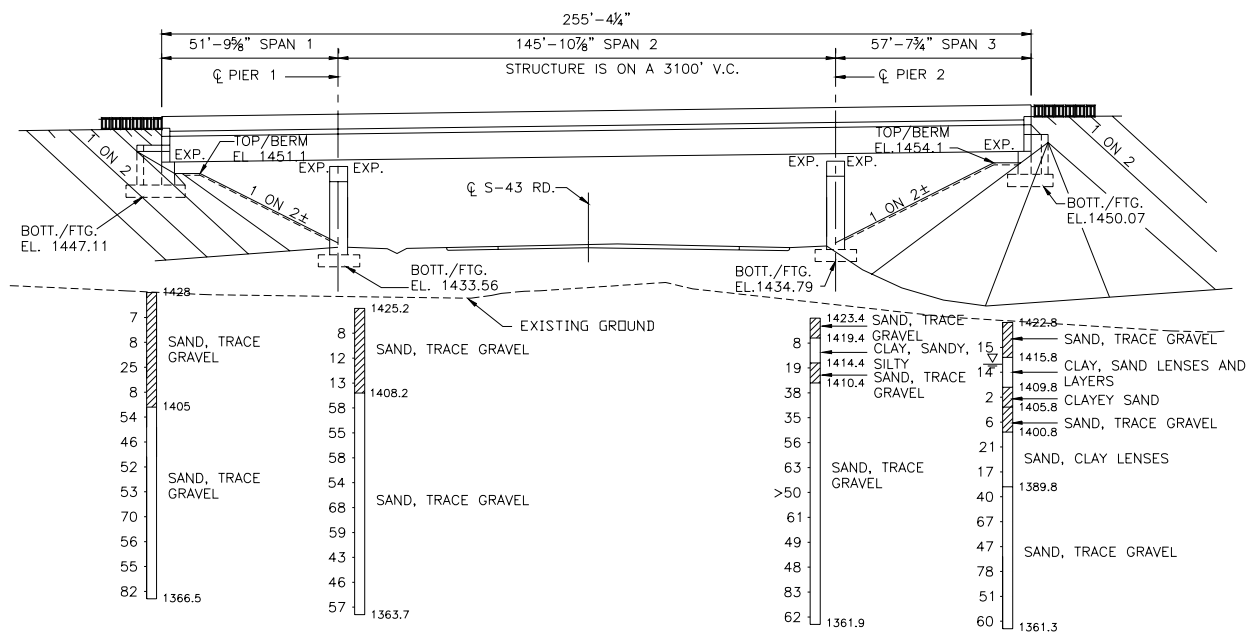 255'-4¼"
51'-9⅝" SPAN 1
145'-10⅞" SPAN 2
57'-7¾" SPAN 3
℄ PIER 1
STRUCTURE IS ON A 3100' V.C.
℄ PIER 2
1 ON 2
EXP.
TOP/BERM
EL 1451.1
EXP.
EXP.
TOP/BERM
EL.1454.1
EXP.
EXP.
EXP.
1 ON 2
1 ON 2±
℄ S-43 RD.
1 ON 2±
BOTT./FTG.
EL. 1447.11
BOTT./FTG.
EL. 1433.56
BOTT./FTG.
EL.1434.79
BOTT./FTG.
EL.1450.07
EXISTING GROUND
1428
7
8
25
8
SAND, TRACE
GRAVEL
1405
54
46
52
53
70
56
55
82
SAND, TRACE
GRAVEL
1366.5
1425.2
8
12
13
SAND, TRACE GRAVEL
1408.2
58
55
58
54
68
59
43
46
57
SAND, TRACE GRAVEL
1363.7
1423.4
SAND, TRACE
GRAVEL
1419.4
8
CLAY, SANDY,
SILTY
1414.4
19
SAND, TRACE
GRAVEL
1410.4
38
35
56
63
>50
61
49
48
83
62
SAND, TRACE
GRAVEL
1361.9
1422.8
15
SAND, TRACE GRAVEL
1415.8
14
CLAY, SAND LENSES AND
LAYERS
1409.8
2
CLAYEY SAND
1405.8
6
SAND, TRACE GRAVEL
1400.8
21
17
SAND, CLAY LENSES
1389.8
40
67
47
78
51
60
SAND, TRACE GRAVEL
1361.3